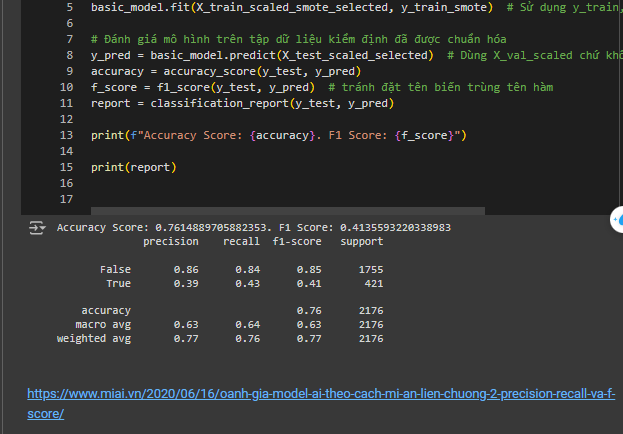 5 basic_model.fit(X_train_scaled_smote_selected, y_train_smote) # Sử dụng y_train,
6
7 # Đánh giá mô hình trên tập dữ liệu kiểm định đã được chuẩn hóa
8 y_pred = basic_model.predict(X_test_scaled_selected) # Dùng X_val_scaled chứ khô
9 accuracy = accuracy_score(y_test, y_pred)
10 f_score = f1_score(y_test, y_pred) # tránh đặt tên biến trùng tên hàm
11 report = classification_report(y_test, y_pred)
12
13 print(f"Accuracy Score: {accuracy}. F1 Score: {f_score}")
14
15 print(report)
16
17
Accuracy Score: 0.7614889705882353. F1 Score: 0.4135593220338983
precision recall f1-score support
False 0.86 0.84 0.85 1755
True 0.39 0.43 0.41 421
accuracy 0.76 2176
macro avg 0.63 0.64 0.63 2176
weighted avg 0.77 0.76 0.77 2176
https://www.miai.vn/2020/06/16/oanh-gia-model-ai-theo-cach-mi-an-lien-chuong-2-precision-recall-va-f-
score/